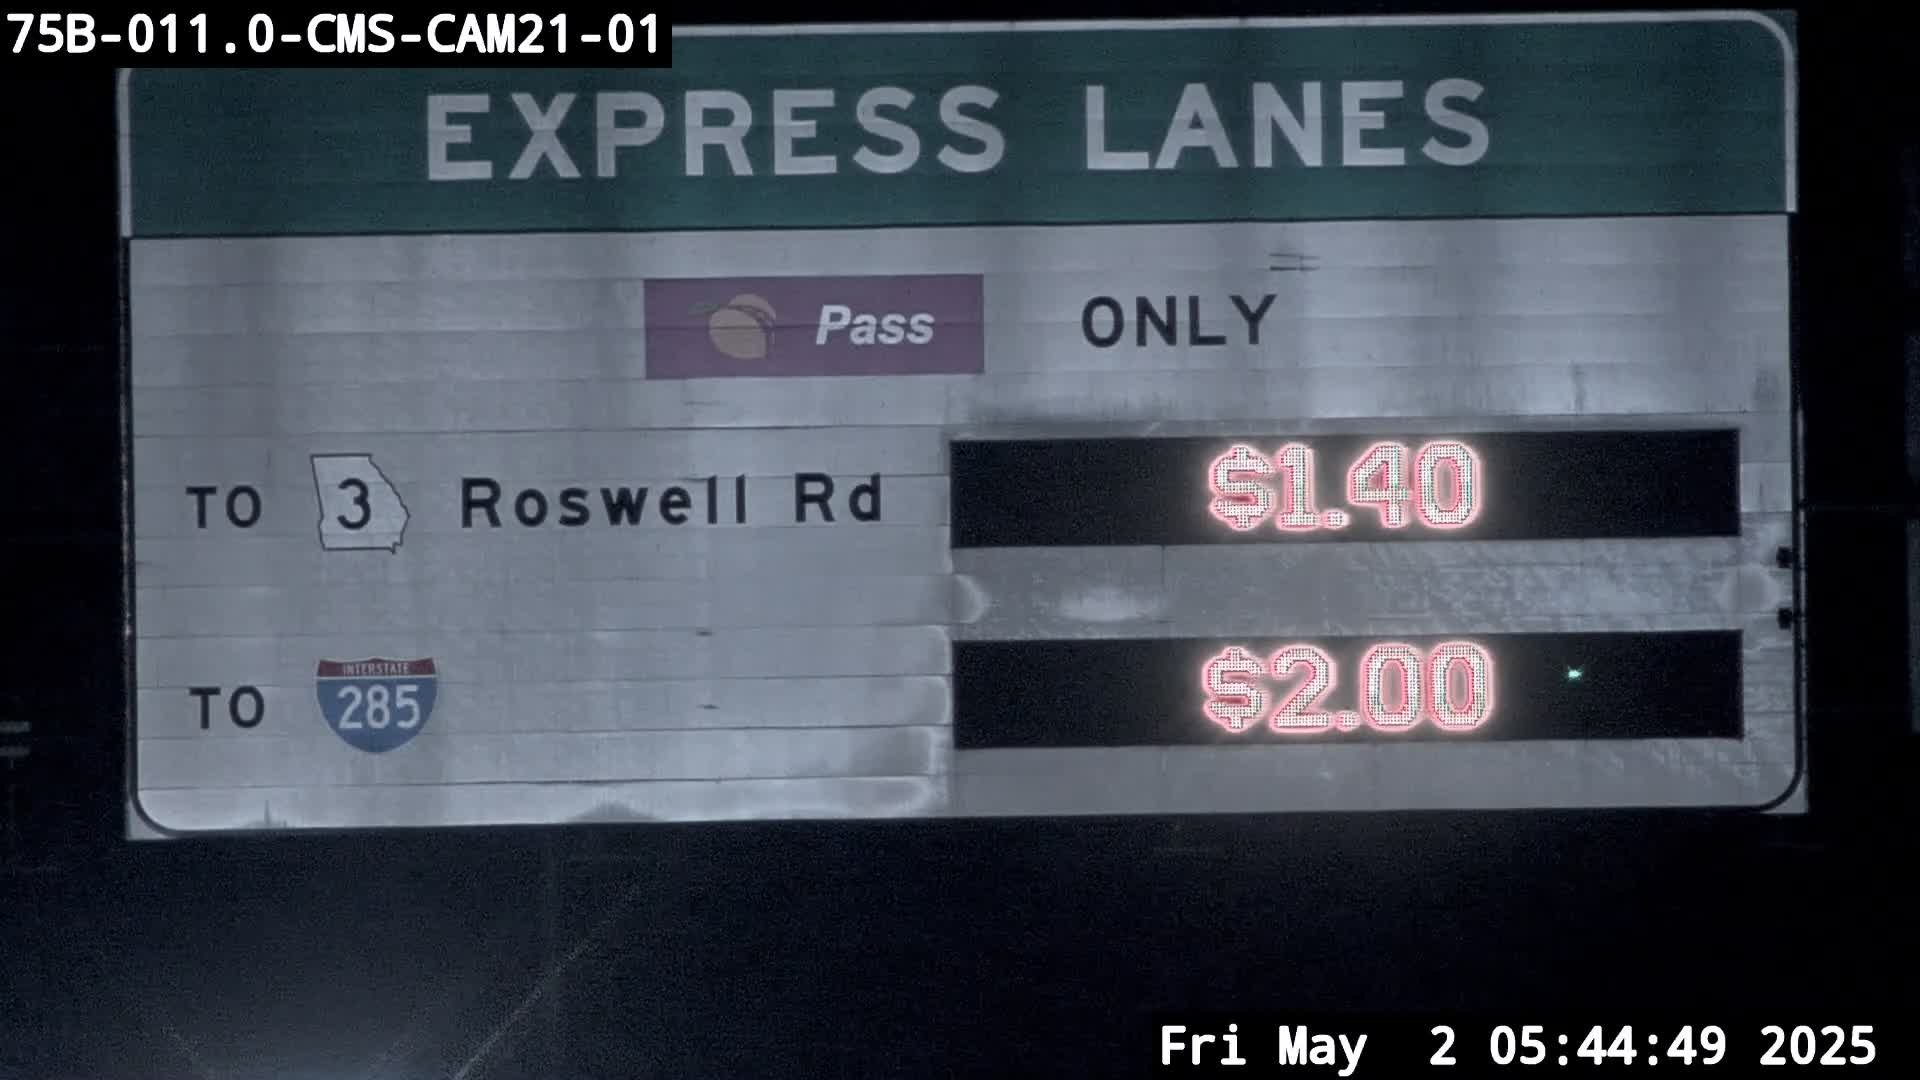 75B-011.0-CMS-CAM21-01
EXPRESS LANES
Pass ONLY
TO 3 Roswell Rd $1.40
INTERSTATE
TO 285 $2.00
Fri May 2 05:44:49 2025